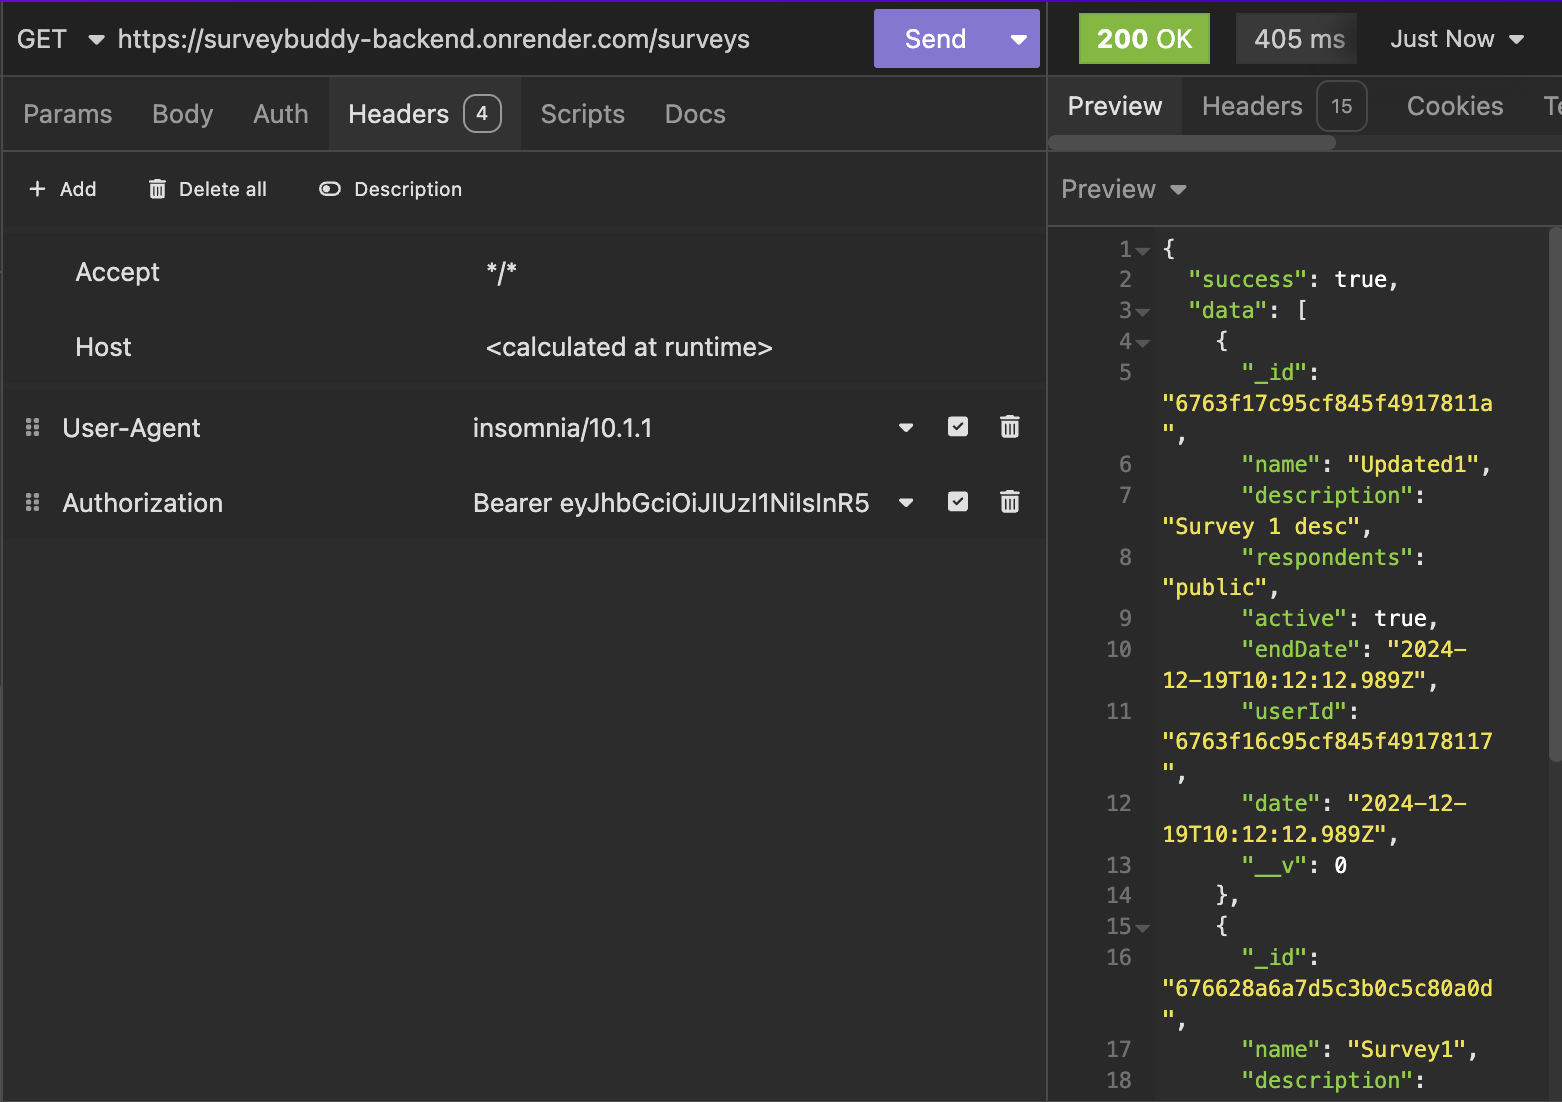 GET https://surveybuddy-backend.onrender.com/surveys Send
Params Body Auth Headers 4 Scripts Docs
+ Add Delete all Description
Accept */*
Host <calculated at runtime>
User-Agent insomnia/10.1.1
Authorization Bearer eyJhbGciOiJIUzI1NiIsInR5
200 OK 405 ms Just Now
Preview Headers 15 Cookies Te
Preview
1 {
2 "success": true,
3 "data": [
4 {
5 "_id":
"6763f17c95cf845f4917811a
",
6 "name": "Updated1",
7 "description":
"Survey 1 desc",
8 "respondents":
"public",
9 "active": true,
10 "endDate": "2024-
12-19T10:12:12.989Z",
11 "userId":
"6763f16c95cf845f49178117
",
12 "date": "2024-12-
19T10:12:12.989Z",
13 "__v": 0
14 },
15 {
16 "_id":
"676628a6a7d5c3b0c5c80a0d
",
17 "name": "Survey1",
18 "description":